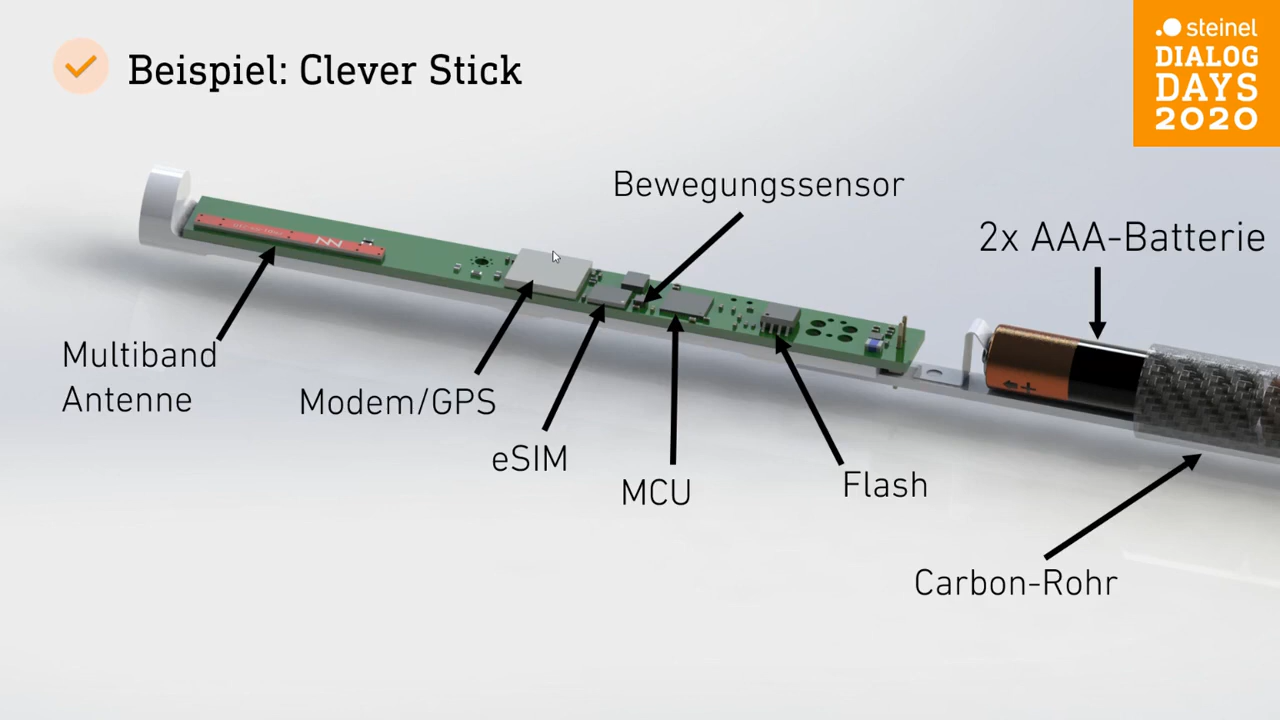 Beispiel: Clever Stick
steinel
DIALOG
DAYS
2020
Bewegungssensor
2x AAA-Batterie
Multiband
Antenne
Modem/GPS
eSIM
MCU
Flash
Carbon-Rohr